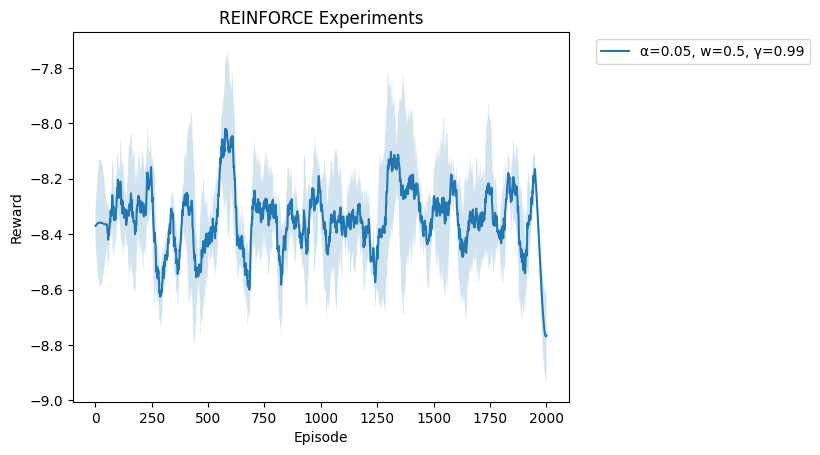 REINFORCE Experiments
α=0.05, w=0.5, γ=0.99
−7.8
−8.0
−8.2
−8.4
−8.6
−8.8
−9.0
Reward
0 250 500 750 1000 1250 1500 1750 2000
Episode